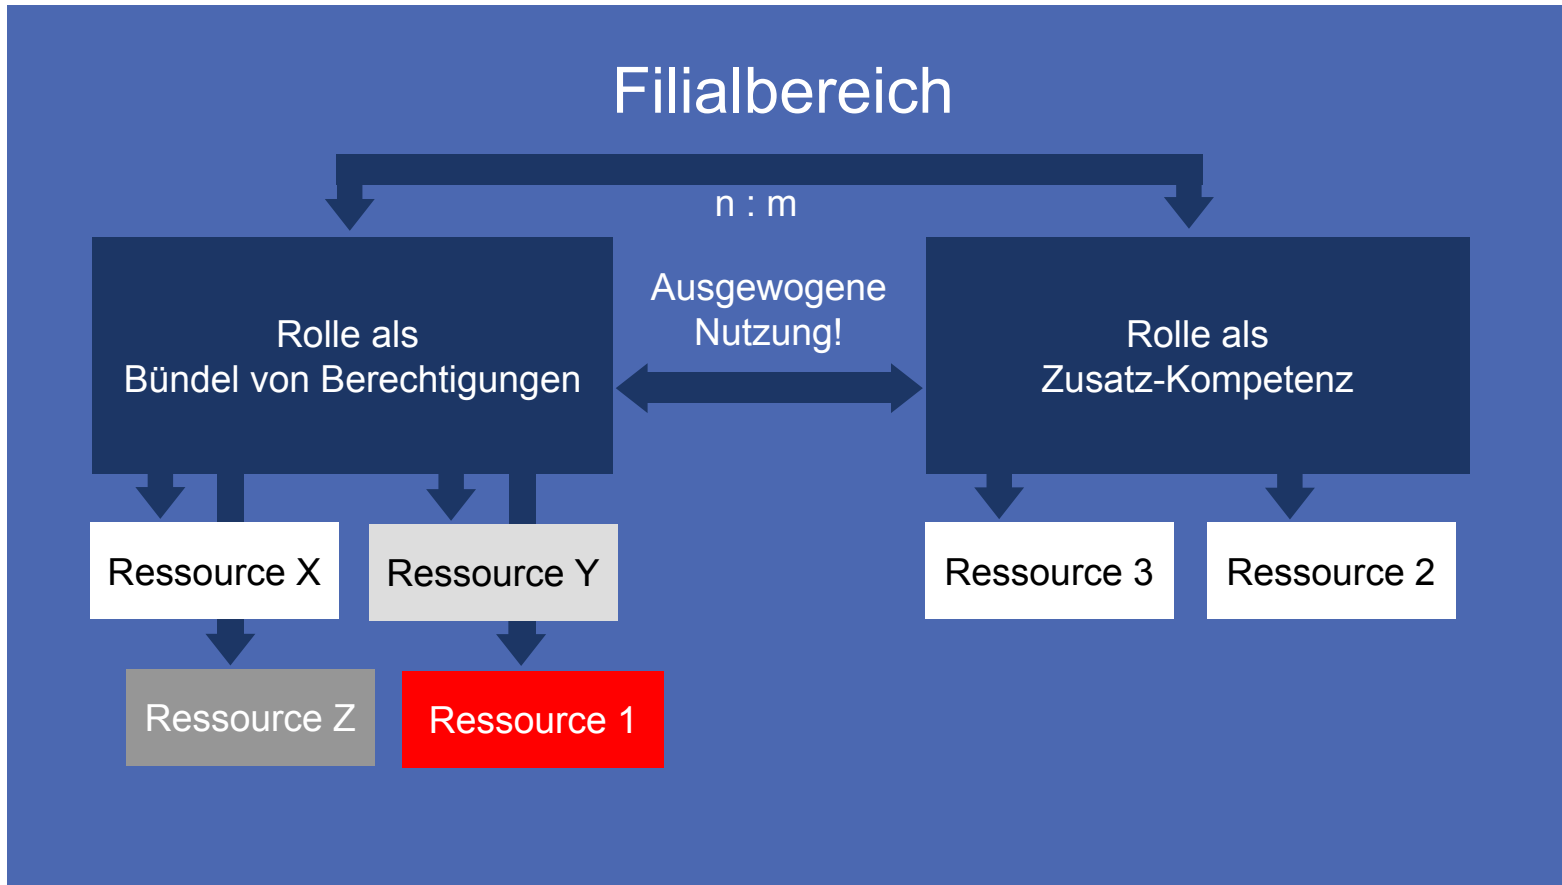 Filialbereich
n : m
Ausgewogene
Nutzung!
Rolle als
Bündel von Berechtigungen
Rolle als
Zusatz-Kompetenz
Ressource X
Ressource Y
Ressource 3
Ressource 2
Ressource Z
Ressource 1